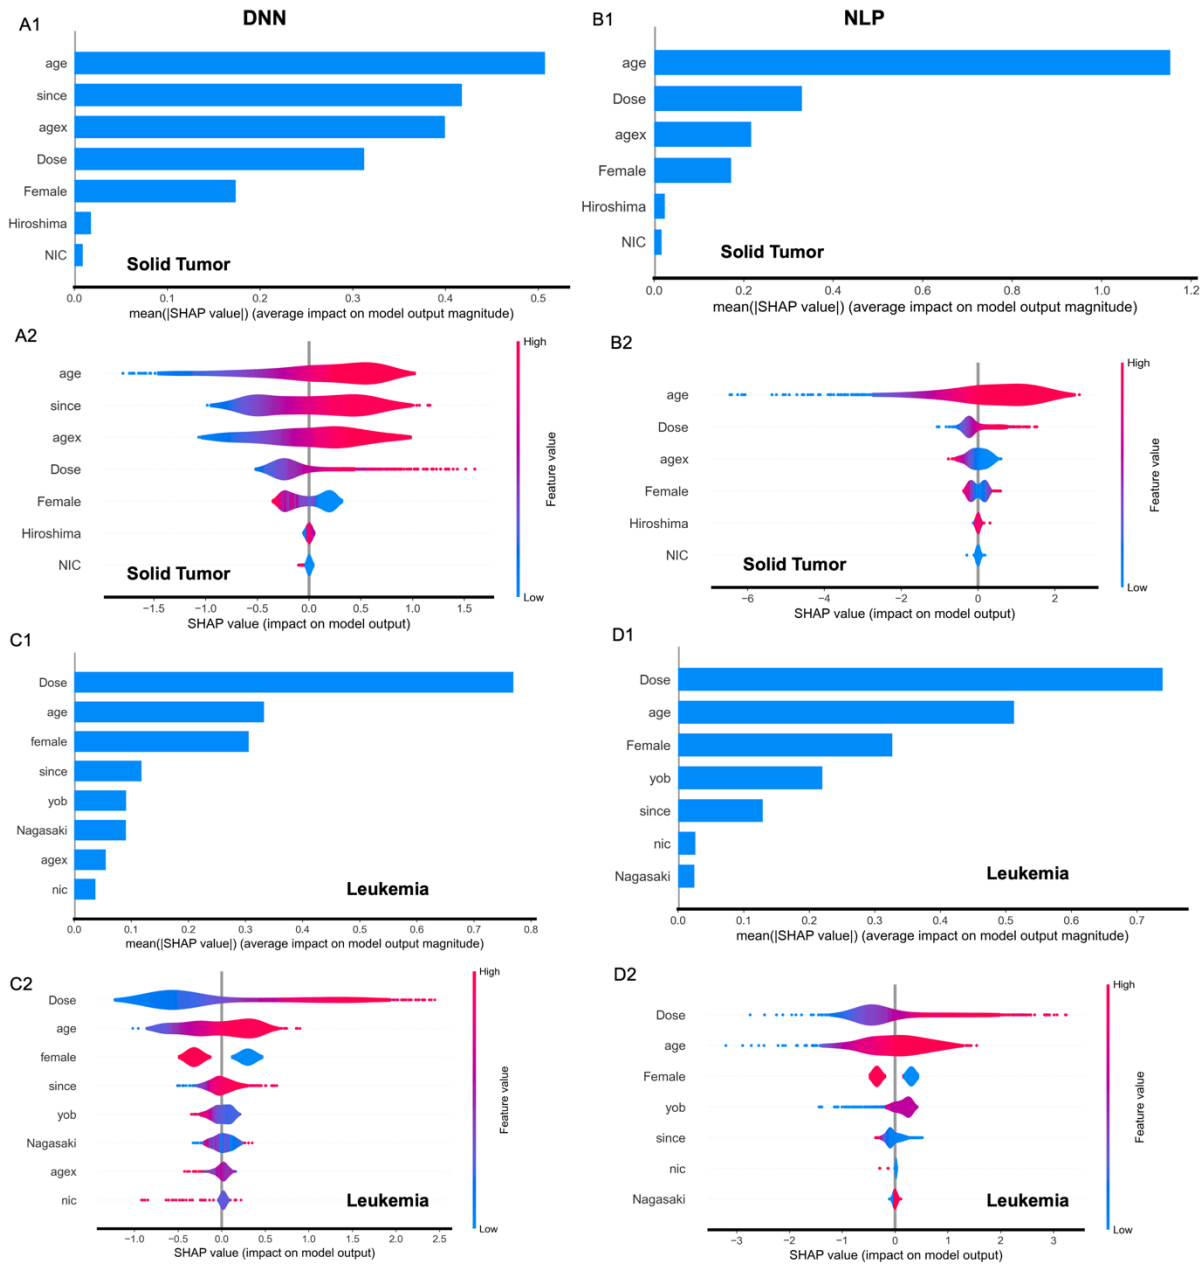 DNN
A1
age
since
agex
Dose
Female
Hiroshima
NIC
Solid Tumor
0.0 0.1 0.2 0.3 0.4 0.5
mean(|SHAP value|) (average impact on model output magnitude)
NLP
B1
age
Dose
agex
Female
Hiroshima
NIC
Solid Tumor
0.0 0.2 0.4 0.6 0.8 1.0 1.2
mean(|SHAP value|) (average impact on model output magnitude)
A2
age
since
agex
Dose
Female
Hiroshima
NIC
Solid Tumor
−1.5 −1.0 −0.5 0.0 0.5 1.0 1.5
SHAP value (impact on model output)
High
Feature value
Low
B2
age
Dose
agex
Female
Hiroshima
NIC
Solid Tumor
−6 −4 −2 0 2
SHAP value (impact on model output)
High
Feature value
Low
C1
Dose
age
female
since
yob
Nagasaki
agex
nic
Leukemia
0.0 0.1 0.2 0.3 0.4 0.5 0.6 0.7 0.8
mean(|SHAP value|) (average impact on model output magnitude)
D1
Dose
age
Female
yob
since
nic
Nagasaki
Leukemia
0.0 0.1 0.2 0.3 0.4 0.5 0.6 0.7
mean(|SHAP value|) (average impact on model output magnitude)
C2
Dose
age
female
since
yob
Nagasaki
agex
nic
Leukemia
−1.0 −0.5 0.0 0.5 1.0 1.5 2.0 2.5
SHAP value (impact on model output)
High
Feature value
Low
D2
Dose
age
Female
yob
since
nic
Nagasaki
Leukemia
−3 −2 −1 0 1 2 3
SHAP value (impact on model output)
High
Feature value
Low